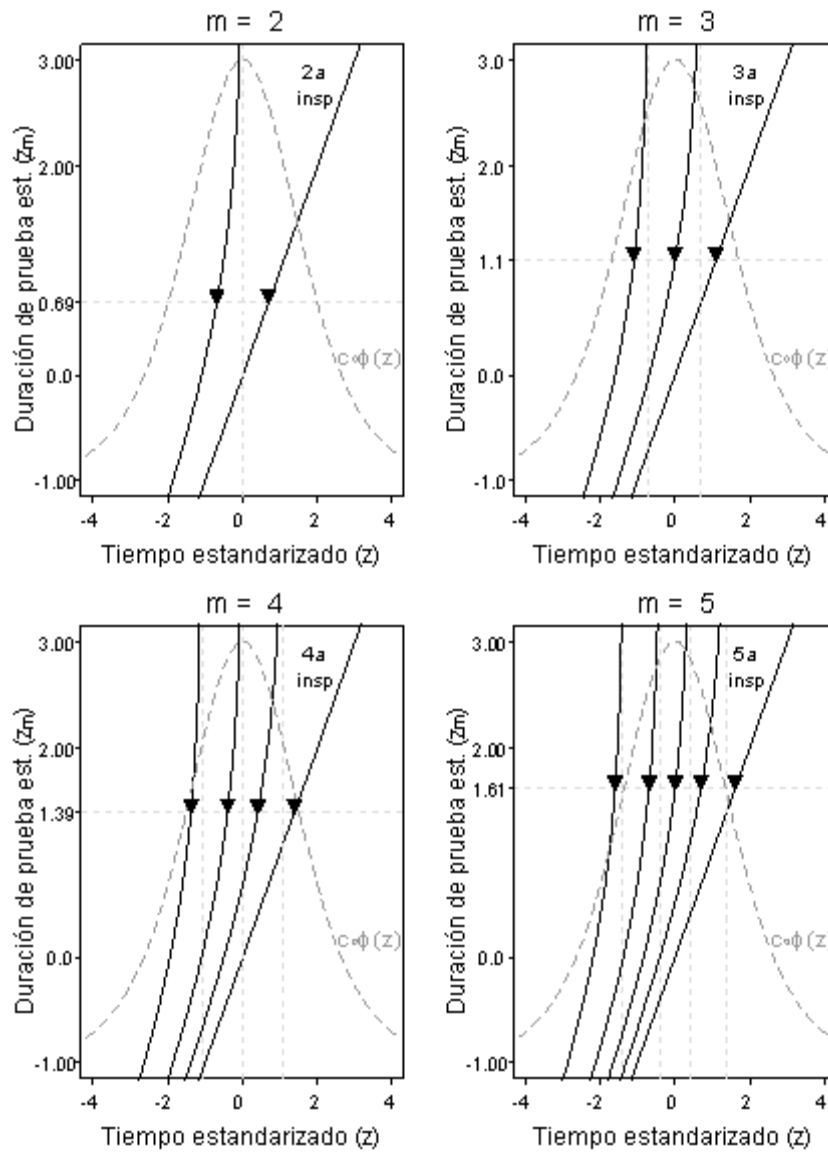 m = 2
Duración de prueba est. (zm)
3.00
2.00
0.69
0.0
-1.00
2a
insp
c∘ϕ(z)
-4 -2 0 2 4
Tiempo estandarizado (z)
m = 3
Duración de prueba est. (zm)
3.0
2.0
1.1
0.0
-1.0
3a
insp
c∘ϕ(z)
-4 -2 0 2 4
Tiempo estandarizado (z)
m = 4
Duración de prueba est. (zm)
3.00
2.00
1.39
0.0
-1.00
4a
insp
c∘ϕ(z)
-4 -2 0 2 4
Tiempo estandarizado (z)
m = 5
Duración de prueba est. (zm)
3.00
2.00
1.61
0.0
-1.00
5a
insp
c∘ϕ(z)
-4 -2 0 2 4
Tiempo estandarizado (z)